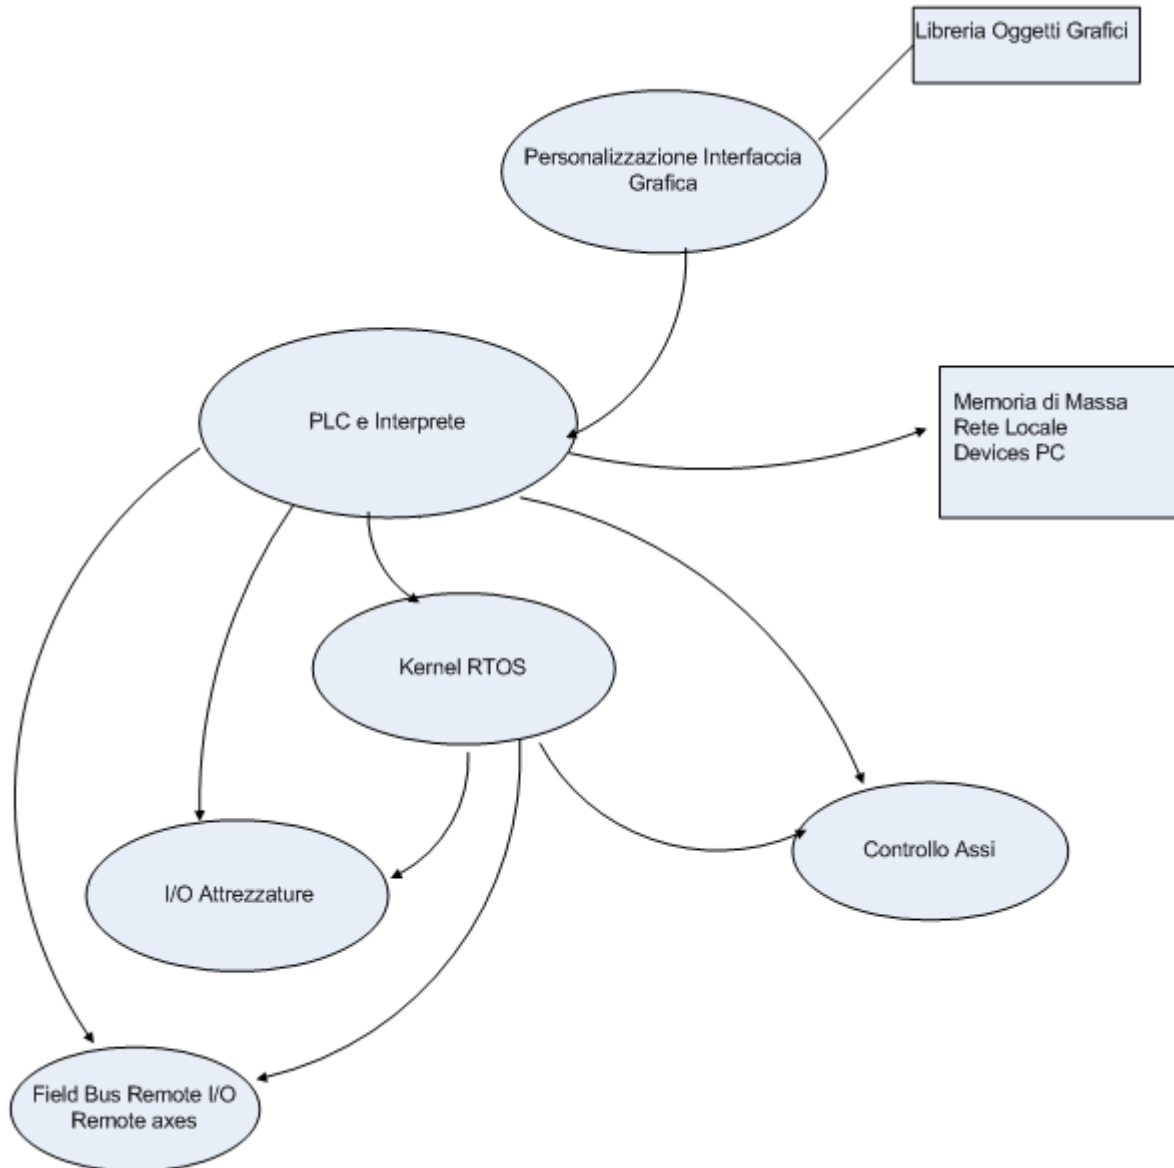 Libreria Oggetti Grafici
Personalizzazione Interfaccia
Grafica
PLC e Interprete
Memoria di Massa
Rete Locale
Devices PC
Kernel RTOS
Controllo Assi
I/O Attrezzature
Field Bus Remote I/O
Remote axes